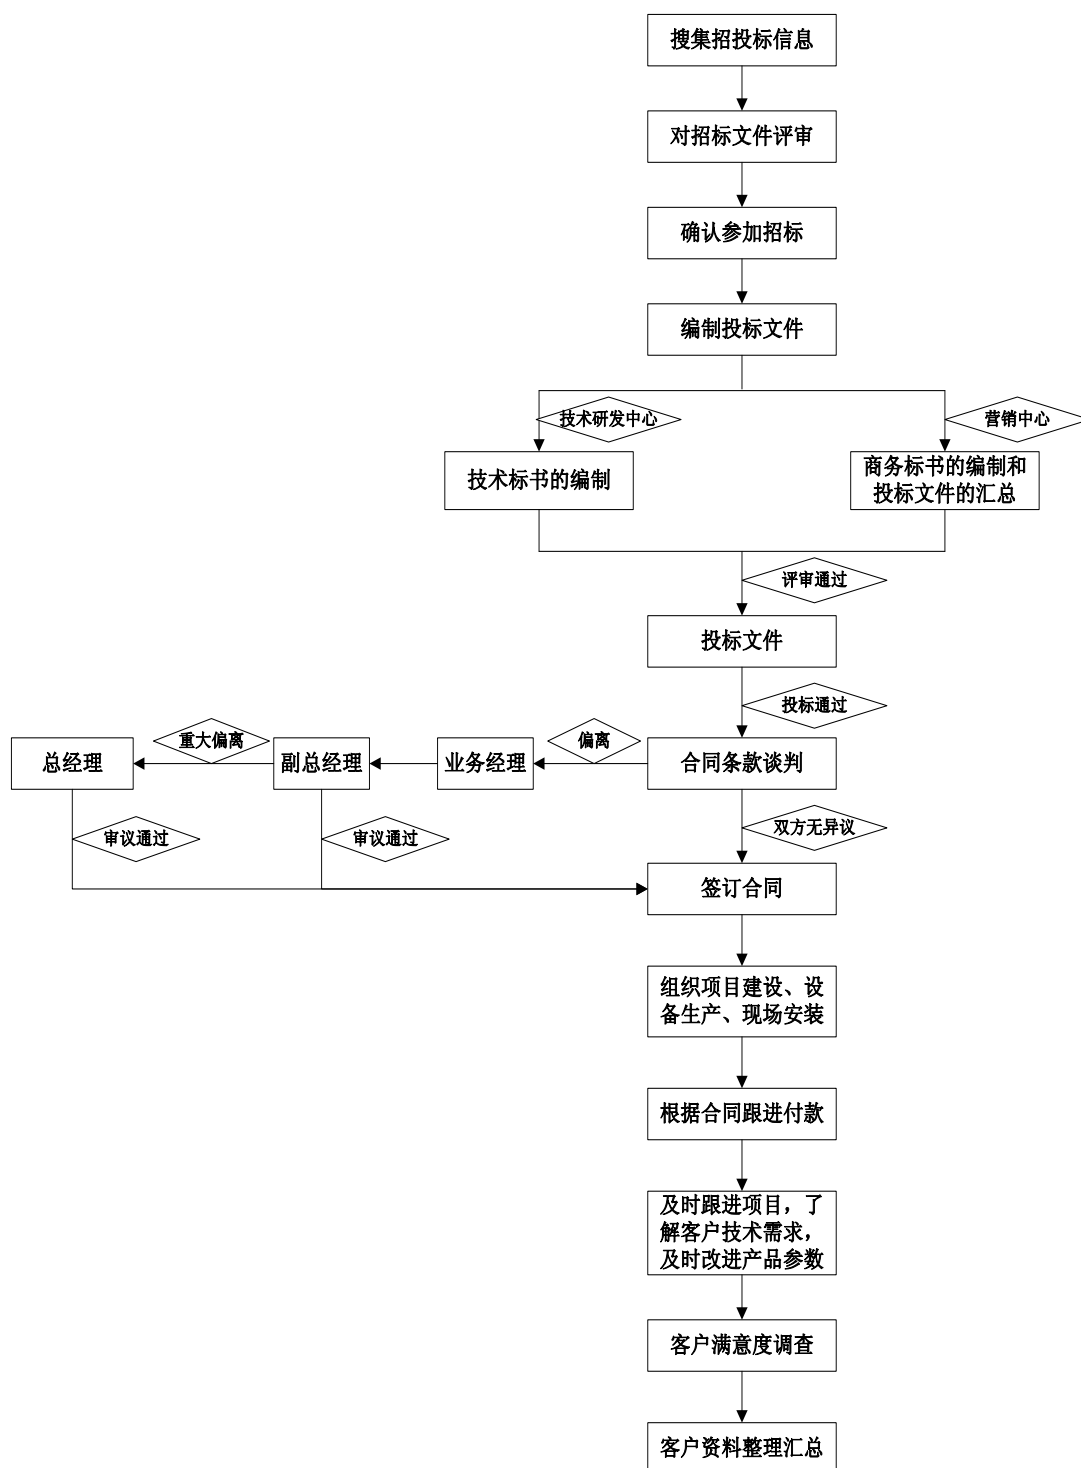 搜集招投标信息
对招标文件评审
确认参加招标
编制投标文件
技术研发中心
营销中心
技术标书的编制
商务标书的编制和
投标文件的汇总
评审通过
投标文件
投标通过
重大偏离
偏离
总经理
副总经理
业务经理
合同条款谈判
审议通过
审议通过
双方无异议
签订合同
组织项目建设、设
备生产、现场安装
根据合同跟进付款
及时跟进项目，了
解客户技术需求，
及时改进产品参数
客户满意度调查
客户资料整理汇总